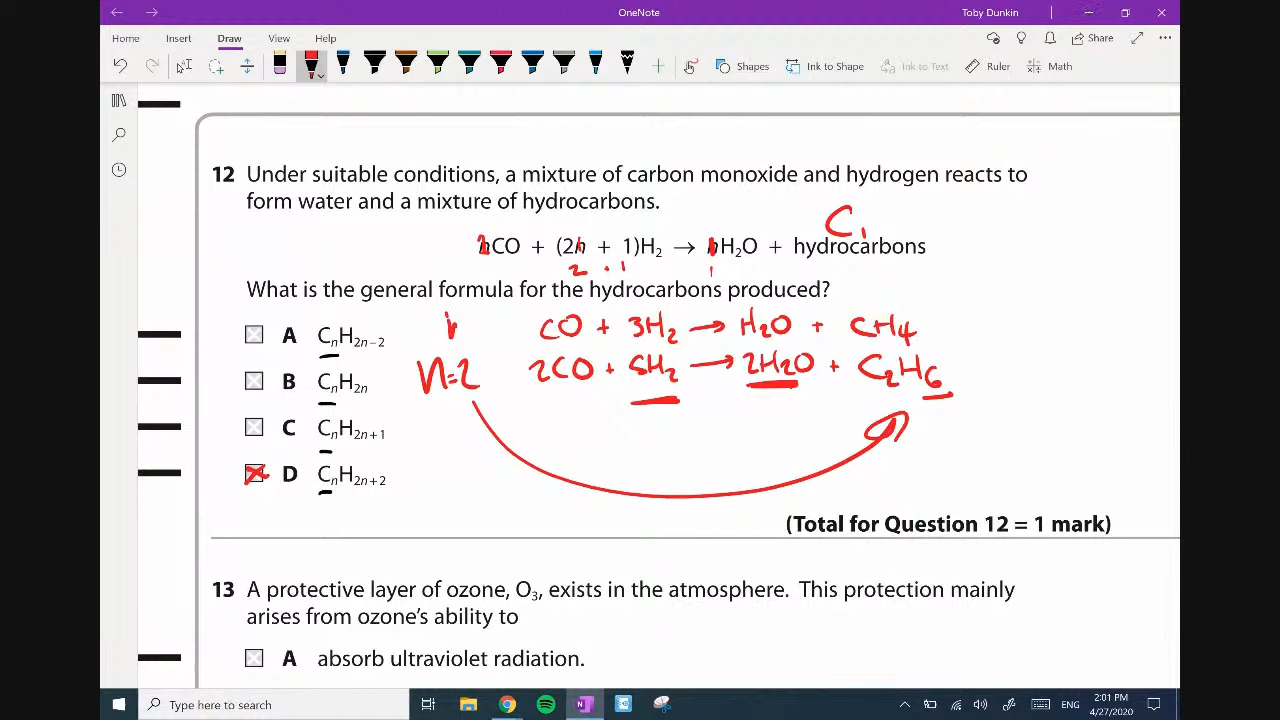 OneNote
Toby Dunkin
Home Insert Draw View Help
Share
Shapes Ink to Shape Ink to Text Ruler Math
12 Under suitable conditions, a mixture of carbon monoxide and hydrogen reacts to
form water and a mixture of hydrocarbons.
C₁
nCO + (2n + 1)H₂ → nH₂O + hydrocarbons
2 · 1 1
What is the general formula for the hydrocarbons produced?
CO + 3H₂ → H₂O + CH₄
A CₙH₂ₙ₋₂
n=2 2CO + 5H₂ → 2H₂O + C₂H₆
B CₙH₂ₙ
C CₙH₂ₙ₊₁
D CₙH₂ₙ₊₂
(Total for Question 12 = 1 mark)
13 A protective layer of ozone, O₃, exists in the atmosphere. This protection mainly
arises from ozone's ability to
A absorb ultraviolet radiation.
Type here to search
ENG
2:01 PM
4/27/2020